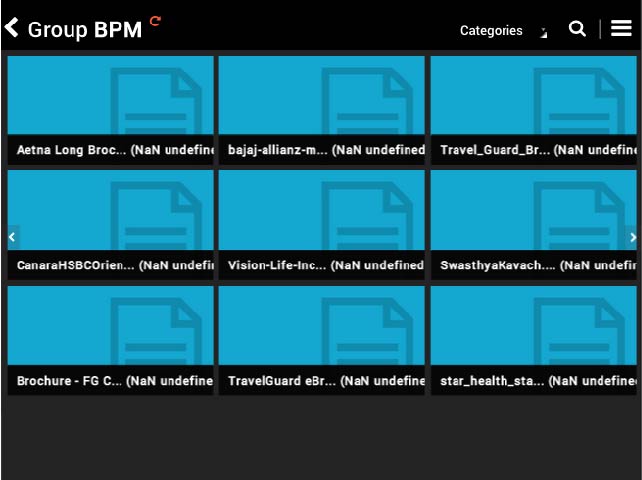 Group BPM
Categories
Aetna Long Broc... (NaN undefine
bajaj-allianz-m... (NaN undefined
Travel_Guard_Br... (NaN undefine
CanaraHSBCOrien... (NaN undefin
Vision-Life-Inc... (NaN undefined
SwasthyaKavach.... (NaN undefin
Brochure - FG C... (NaN undefine
TravelGuard eBr... (NaN undefine
star_health_sta... (NaN undefined